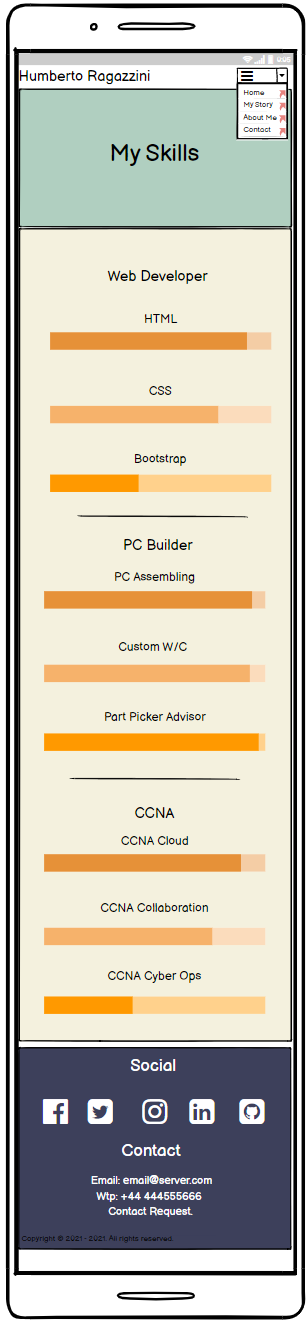 9:06
Humberto Ragazzini
Home
My Story
About Me
Contact
My Skills
Web Developer
HTML
CSS
Bootstrap
PC Builder
PC Assembling
Custom W/C
Part Picker Advisor
CCNA
CCNA Cloud
CCNA Collaboration
CCNA Cyber Ops
Social
Contact
Email: email@server.com
Wtp: +44 444555666
Contact Request.
Copyright © 2021 - 2021. All rights reserved.